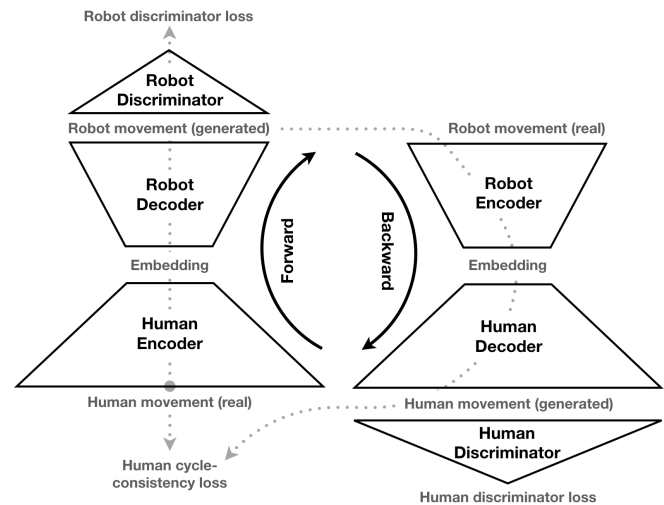 Robot discriminator loss
Robot
Discriminator
Robot movement (generated)
Robot
Decoder
Embedding
Human
Encoder
Human movement (real)
Human cycle-
consistency loss
Forward
Backward
Robot movement (real)
Robot
Encoder
Embedding
Human
Decoder
Human movement (generated)
Human
Discriminator
Human discriminator loss